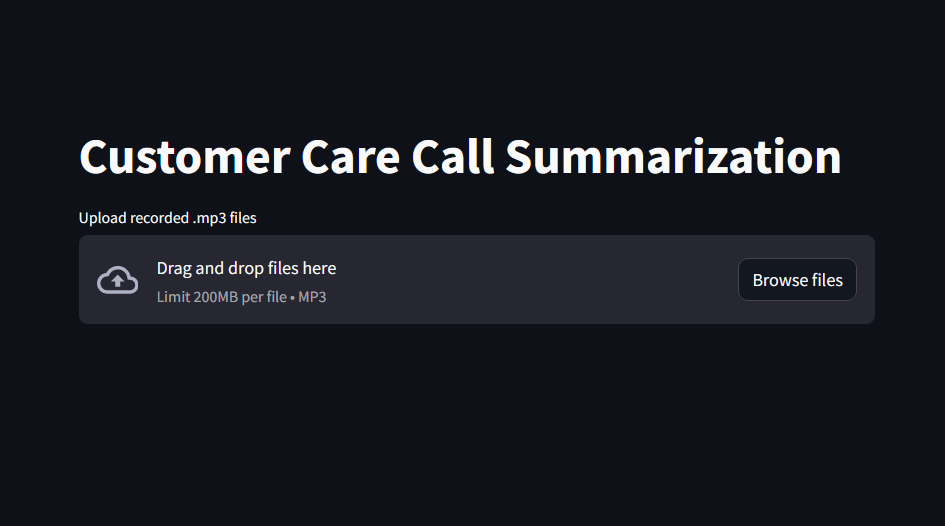 Customer Care Call Summarization
Upload recorded .mp3 files
Drag and drop files here
Limit 200MB per file • MP3
Browse files